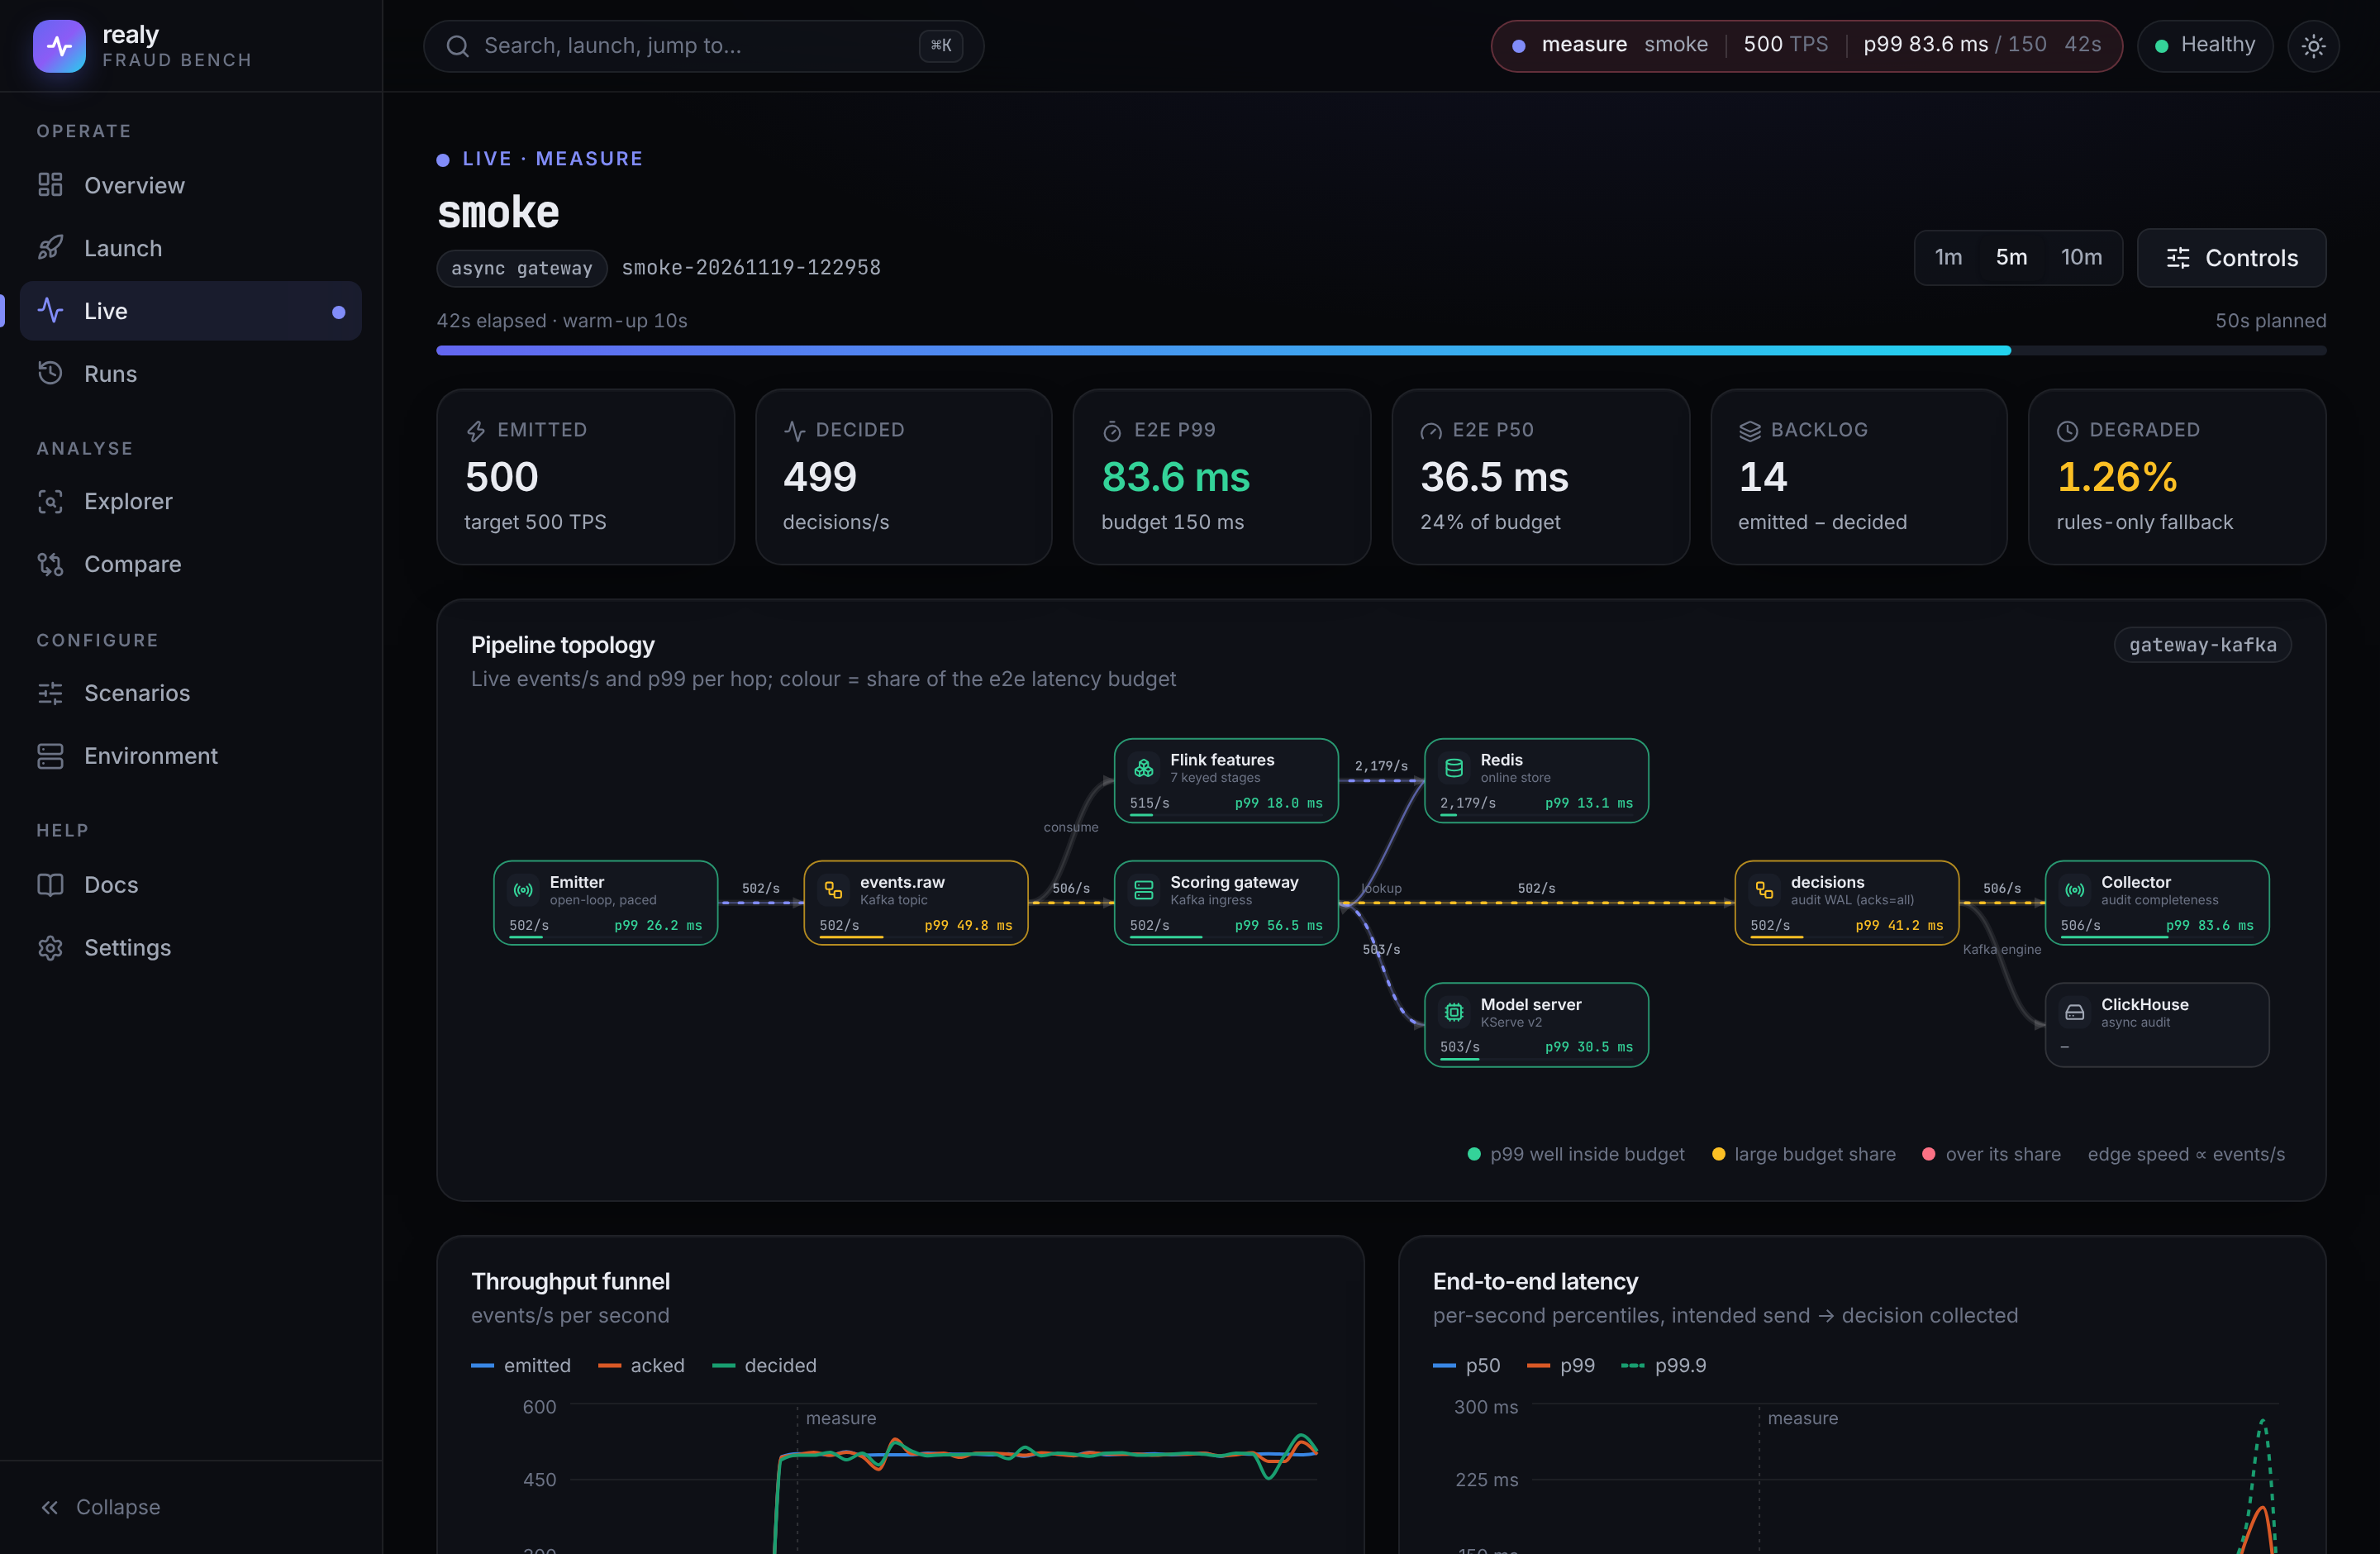 realy
FRAUD BENCH
Search, launch, jump to...
⌘K
measure smoke 500 TPS p99 83.6 ms / 150 42s
Healthy
OPERATE
Overview
Launch
Live
Runs
ANALYSE
Explorer
Compare
CONFIGURE
Scenarios
Environment
HELP
Docs
Settings
Collapse
LIVE · MEASURE
smoke
async gateway smoke-20261119-122958
1m 5m 10m
Controls
42s elapsed · warm-up 10s
50s planned
EMITTED
500
target 500 TPS
DECIDED
499
decisions/s
E2E P99
83.6 ms
budget 150 ms
E2E P50
36.5 ms
24% of budget
BACKLOG
14
emitted – decided
DEGRADED
1.26%
rules-only fallback
Pipeline topology
Live events/s and p99 per hop; colour = share of the e2e latency budget
gateway-kafka
Emitter
open-loop, paced
502/s p99 26.2 ms
502/s
events.raw
Kafka topic
502/s p99 49.8 ms
consume
506/s
Flink features
7 keyed stages
515/s p99 18.0 ms
2,179/s
Redis
online store
2,179/s p99 13.1 ms
Scoring gateway
Kafka ingress
502/s p99 56.5 ms
lookup
502/s
503/s
Model server
KServe v2
503/s p99 30.5 ms
decisions
audit WAL (acks=all)
502/s p99 41.2 ms
506/s
Kafka engine
Collector
audit completeness
506/s p99 83.6 ms
ClickHouse
async audit
–
p99 well inside budget
large budget share
over its share
edge speed ∝ events/s
Throughput funnel
events/s per second
emitted acked decided
600
measure
450
300
End-to-end latency
per-second percentiles, intended send → decision collected
p50 p99 p99.9
300 ms
measure
225 ms
150 ms